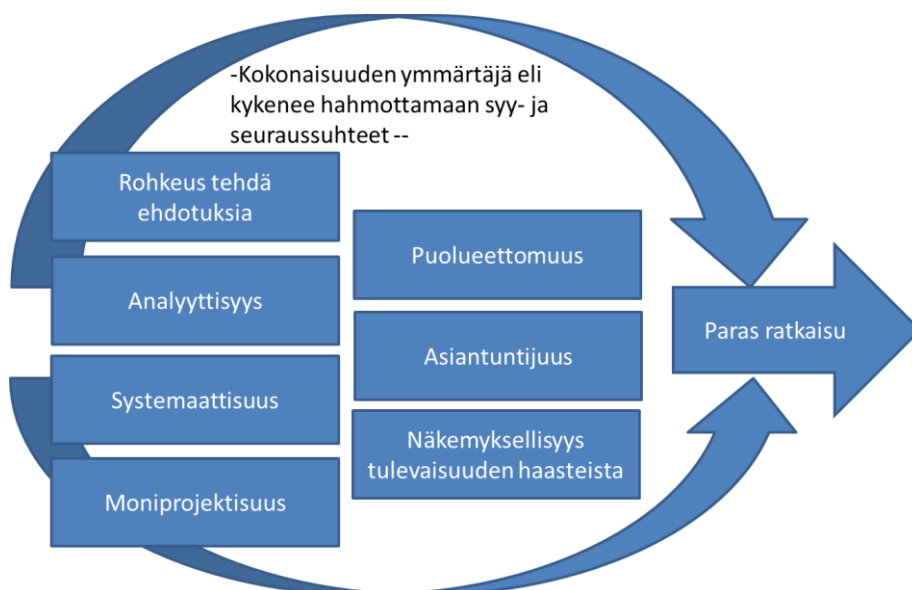 -Kokonaisuuden ymmärtäjä eli
kykenee hahmottamaan syy- ja
seuraussuhteet --
Rohkeus tehdä
ehdotuksia
Analyyttisyys
Systemaattisuus
Moniprojektisuus
Puolueettomuus
Asiantuntijuus
Näkemyksellisyys
tulevaisuuden haasteista
Paras ratkaisu